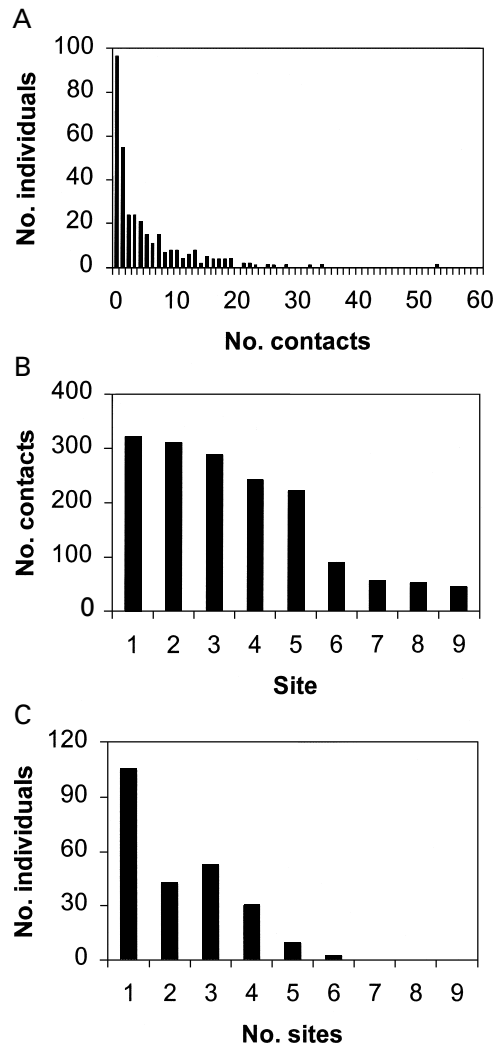 A
No. individuals
100
80
60
40
20
0
0 10 20 30 40 50 60
No. contacts
B
No. contacts
400
300
200
100
0
1 2 3 4 5 6 7 8 9
Site
C
No. individuals
120
90
60
30
0
1 2 3 4 5 6 7 8 9
No. sites